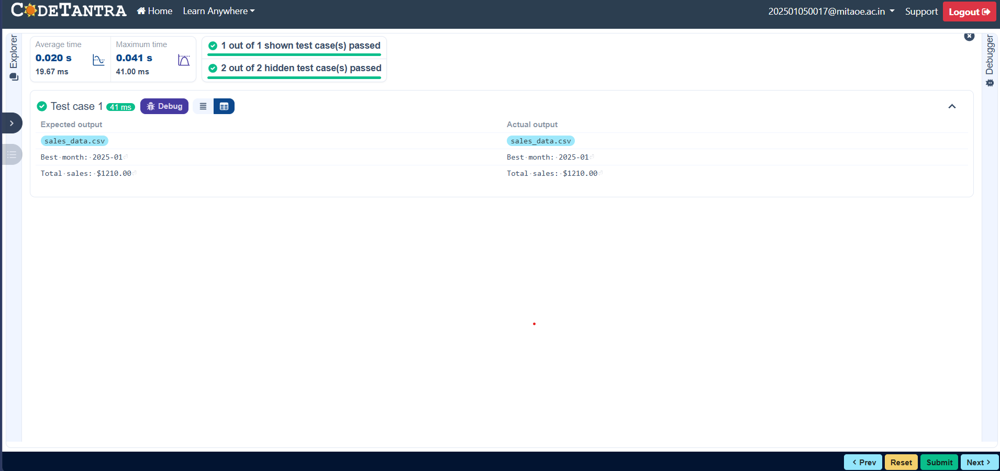 CODETANTRA Home Learn Anywhere 202501050017@mitaoe.ac.in Support Logout
Explorer
Average time
0.020 s
19.67 ms
Maximum time
0.041 s
41.00 ms
1 out of 1 shown test case(s) passed
2 out of 2 hidden test case(s) passed
Debugger
Test case 1 41 ms Debug
Expected output Actual output
sales_data.csv sales_data.csv
Best·month:·2025-01 Best·month:·2025-01
Total·sales:·$1210.00 Total·sales:·$1210.00
Prev Reset Submit Next